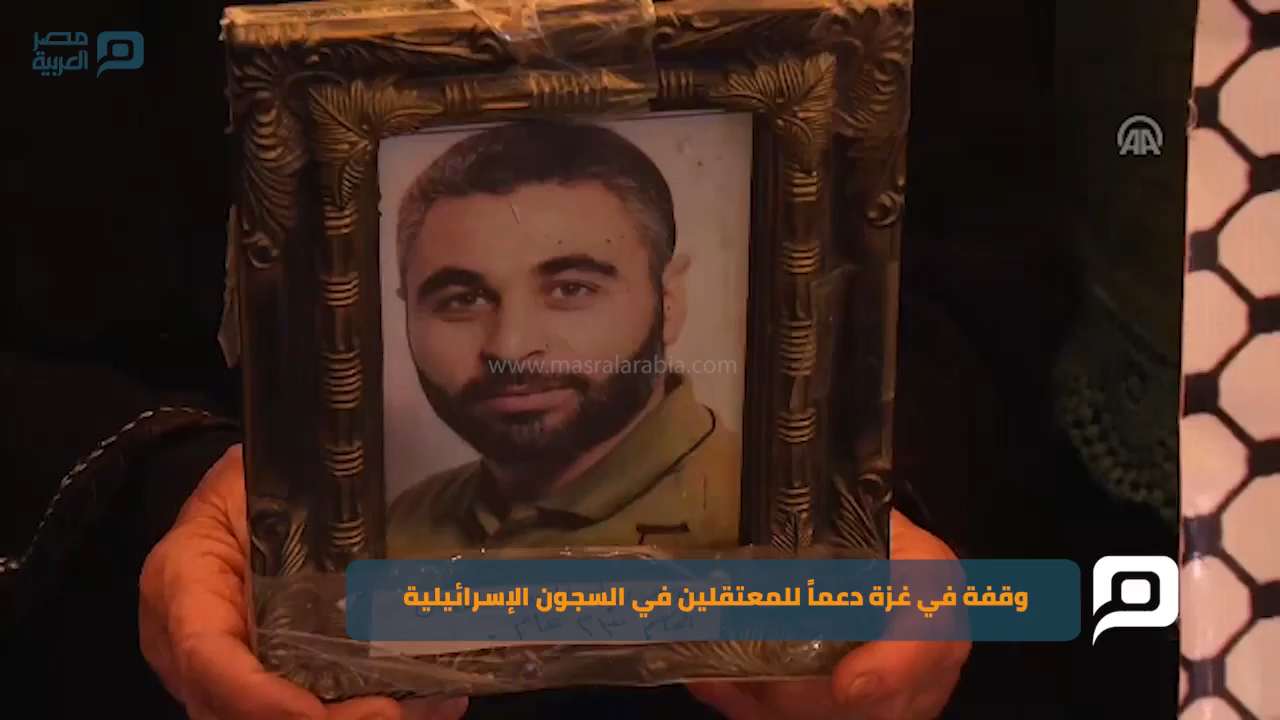 مصر
العربية
AA
www.masralarabia.com
وقفة في غزة دعماً للمعتقلين في السجون الإسرائيلية